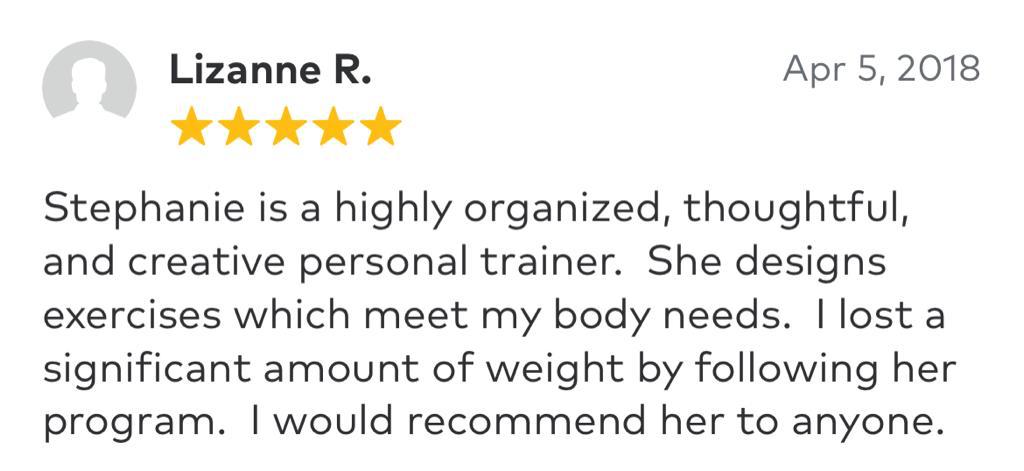 Lizanne R.
Apr 5, 2018
Stephanie is a highly organized, thoughtful,
and creative personal trainer.  She designs
exercises which meet my body needs.  I lost a
significant amount of weight by following her
program.  I would recommend her to anyone.